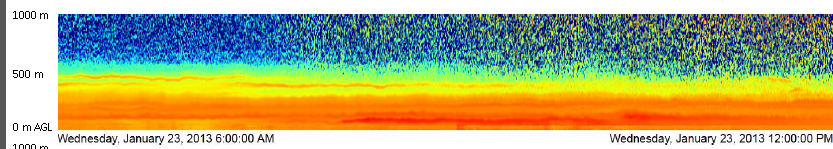 1000 m
500 m
0 m AGL
Wednesday, January 23, 2013 6:00:00 AM Wednesday, January 23, 2013 12:00:00 PM
1000 m